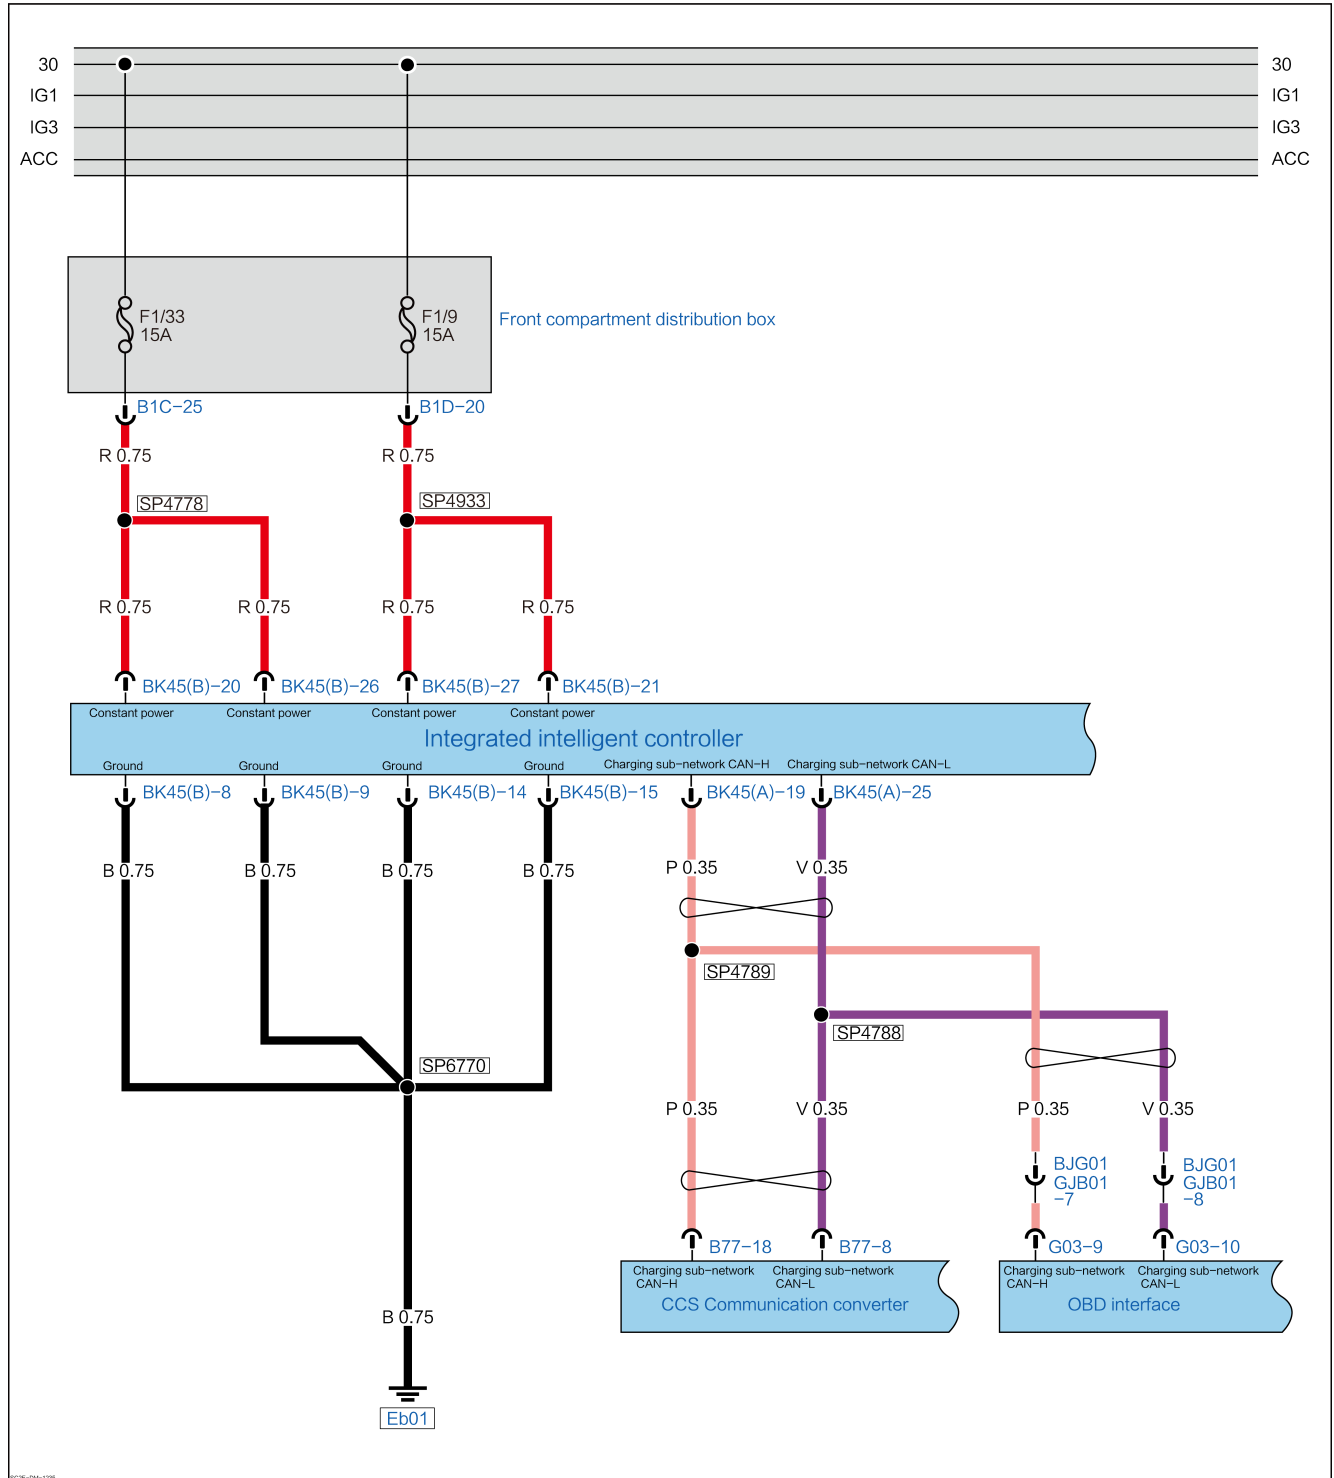 30 30
IG1 IG1
IG3 IG3
ACC ACC
F1/33 F1/9
15A 15A
Front compartment distribution box
B1C-25 B1D-20
R 0.75 R 0.75
SP4778 SP4933
R 0.75 R 0.75 R 0.75 R 0.75
BK45(B)-20 BK45(B)-26 BK45(B)-27 BK45(B)-21
Constant power Constant power Constant power Constant power
Integrated intelligent controller
Ground Ground Ground Ground Charging sub-network CAN-H Charging sub-network CAN-L
BK45(B)-8 BK45(B)-9 BK45(B)-14 BK45(B)-15 BK45(A)-19 BK45(A)-25
B 0.75 B 0.75 B 0.75 B 0.75 P 0.35 V 0.35
SP4789
SP4788
SP6770
P 0.35 V 0.35 P 0.35 V 0.35
BJG01 BJG01
GJB01 GJB01
-7 -8
B77-18 B77-8 G03-9 G03-10
Charging sub-network Charging sub-network Charging sub-network Charging sub-network
CAN-H CAN-L CAN-H CAN-L
CCS Communication converter OBD interface
B 0.75
Eb01